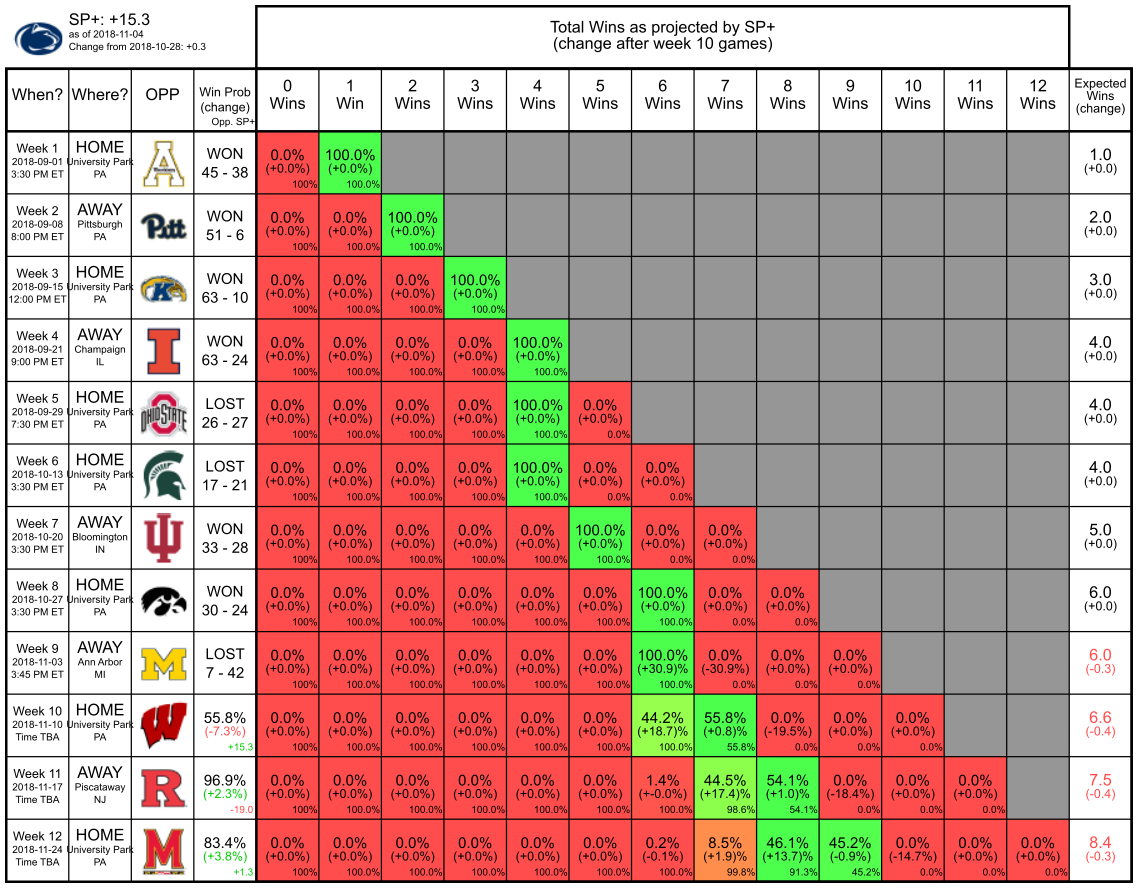 SP+: +15.3
as of 2018-11-04
Change from 2018-10-28: +0.3
Total Wins as projected by SP+
(change after week 10 games)
When? Where? OPP Win Prob (change) Opp. SP+ 0 Wins 1 Win 2 Wins 3 Wins 4 Wins 5 Wins 6 Wins 7 Wins 8 Wins 9 Wins 10 Wins 11 Wins 12 Wins Expected Wins (change)
Week 1 HOME A WON 0.0% 100.0% 1.0
2018-09-01 University Park (+0.0%) (+0.0%) (+0.0)
3:30 PM ET PA 45 - 38 100% 100.0%
Week 2 AWAY Pitt WON 0.0% 0.0% 100.0% 2.0
2018-09-08 Pittsburgh (+0.0%) (+0.0%) (+0.0%) (+0.0)
8:00 PM ET PA 51 - 6 100% 100.0% 100.0%
Week 3 HOME K WON 0.0% 0.0% 0.0% 100.0% 3.0
2018-09-15 University Park (+0.0%) (+0.0%) (+0.0%) (+0.0%) (+0.0)
12:00 PM ET PA 63 - 10 100% 100.0% 100.0% 100.0%
Week 4 AWAY I WON 0.0% 0.0% 0.0% 0.0% 100.0% 4.0
2018-09-21 Champaign (+0.0%) (+0.0%) (+0.0%) (+0.0%) (+0.0%) (+0.0)
9:00 PM ET IL 63 - 24 100% 100.0% 100.0% 100.0% 100.0%
Week 5 HOME OHIO STATE LOST 0.0% 0.0% 0.0% 0.0% 100.0% 0.0% 4.0
2018-09-29 University Park (+0.0%) (+0.0%) (+0.0%) (+0.0%) (+0.0%) (+0.0%) (+0.0)
7:30 PM ET PA 26 - 27 100% 100.0% 100.0% 100.0% 100.0% 0.0%
Week 6 HOME LOST 0.0% 0.0% 0.0% 0.0% 100.0% 0.0% 0.0% 4.0
2018-10-13 University Park (+0.0%) (+0.0%) (+0.0%) (+0.0%) (+0.0%) (+0.0%) (+0.0%) (+0.0)
3:30 PM ET PA 17 - 21 100% 100.0% 100.0% 100.0% 100.0% 0.0% 0.0%
Week 7 AWAY WON 0.0% 0.0% 0.0% 0.0% 0.0% 100.0% 0.0% 0.0% 5.0
2018-10-20 Bloomington (+0.0%) (+0.0%) (+0.0%) (+0.0%) (+0.0%) (+0.0%) (+0.0%) (+0.0%) (+0.0)
3:30 PM ET IN 33 - 28 100% 100.0% 100.0% 100.0% 100.0% 100.0% 0.0% 0.0%
Week 8 HOME WON 0.0% 0.0% 0.0% 0.0% 0.0% 0.0% 100.0% 0.0% 0.0% 6.0
2018-10-27 University Park (+0.0%) (+0.0%) (+0.0%) (+0.0%) (+0.0%) (+0.0%) (+0.0%) (+0.0%) (+0.0%) (+0.0)
3:30 PM ET PA 30 - 24 100% 100.0% 100.0% 100.0% 100.0% 100.0% 100.0% 0.0% 0.0%
Week 9 AWAY M LOST 0.0% 0.0% 0.0% 0.0% 0.0% 0.0% 100.0% 0.0% 0.0% 0.0% 6.0
2018-11-03 Ann Arbor (+0.0%) (+0.0%) (+0.0%) (+0.0%) (+0.0%) (+0.0%) (+30.9)% (-30.9%) (+0.0%) (+0.0%) (-0.3)
3:45 PM ET MI 7 - 42 100% 100.0% 100.0% 100.0% 100.0% 100.0% 100.0% 0.0% 0.0% 0.0%
Week 10 HOME W 55.8% 0.0% 0.0% 0.0% 0.0% 0.0% 0.0% 44.2% 55.8% 0.0% 0.0% 0.0% 6.6
2018-11-10 University Park (-7.3%) (+0.0%) (+0.0%) (+0.0%) (+0.0%) (+0.0%) (+0.0%) (+18.7)% (+0.8)% (-19.5%) (+0.0%) (+0.0%) (-0.4)
Time TBA PA +15.3 100% 100.0% 100.0% 100.0% 100.0% 100.0% 100.0% 55.8% 0.0% 0.0% 0.0%
Week 11 AWAY R 96.9% 0.0% 0.0% 0.0% 0.0% 0.0% 0.0% 1.4% 44.5% 54.1% 0.0% 0.0% 0.0% 7.5
2018-11-17 Piscataway (+2.3%) (+0.0%) (+0.0%) (+0.0%) (+0.0%) (+0.0%) (+0.0%) (+-0.0%) (+17.4)% (+1.0)% (-18.4%) (+0.0%) (+0.0%) (-0.4)
Time TBA NJ -19.0 100% 100.0% 100.0% 100.0% 100.0% 100.0% 100.0% 98.6% 54.1% 0.0% 0.0% 0.0%
Week 12 HOME M 83.4% 0.0% 0.0% 0.0% 0.0% 0.0% 0.0% 0.2% 8.5% 46.1% 45.2% 0.0% 0.0% 0.0% 8.4
2018-11-24 University Park (+3.8%) (+0.0%) (+0.0%) (+0.0%) (+0.0%) (+0.0%) (+0.0%) (-0.1%) (+1.9)% (+13.7)% (-0.9%) (-14.7%) (+0.0%) (+0.0%) (-0.3)
Time TBA PA +1.3 100% 100.0% 100.0% 100.0% 100.0% 100.0% 100.0% 99.8% 91.3% 45.2% 0.0% 0.0% 0.0%